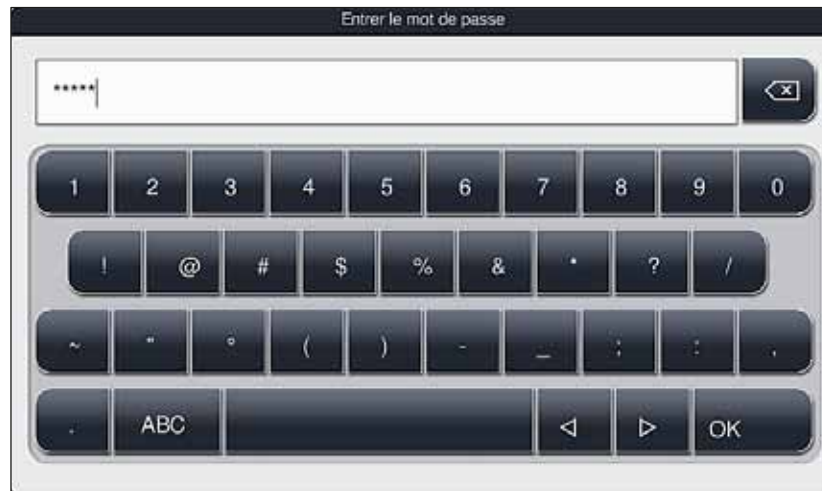 Entrer le mot de passe
*****
1 2 3 4 5 6 7 8 9 0
! @ # $ % & * ? /
~ " ° ( ) - _ ; : ,
. ABC OK